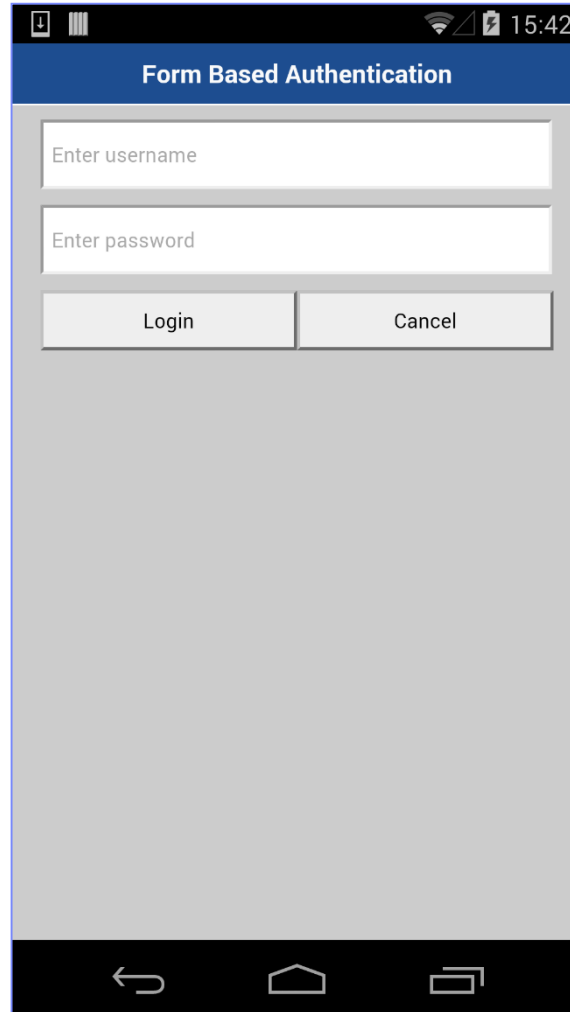 15:42
Form Based Authentication
Enter username
Enter password
Login Cancel